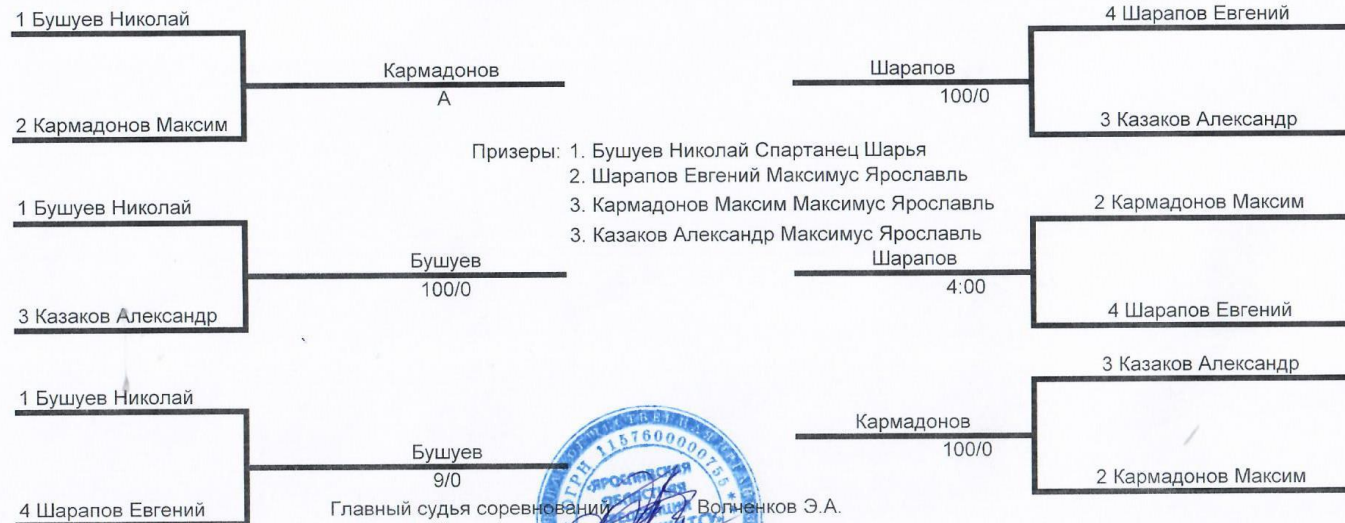 1 Бушуев Николай
Кармадонов
А
2 Кармадонов Максим
4 Шарапов Евгений
Шарапов
100/0
3 Казаков Александр
Призеры: 1. Бушуев Николай Спартанец Шарья
2. Шарапов Евгений Максимус Ярославль
3. Кармадонов Максим Максимус Ярославль
3. Казаков Александр Максимус Ярославль
1 Бушуев Николай
Бушуев
100/0
3 Казаков Александр
2 Кармадонов Максим
Шарапов
4:00
4 Шарапов Евгений
1 Бушуев Николай
Бушуев
9/0
4 Шарапов Евгений
3 Казаков Александр
Кармадонов
100/0
2 Кармадонов Максим
Главный судья соревнований Волченков Э.А.
ОГРН 1157600000755
ЯРОСЛАВСКАЯ
ОБЛАСТНАЯ